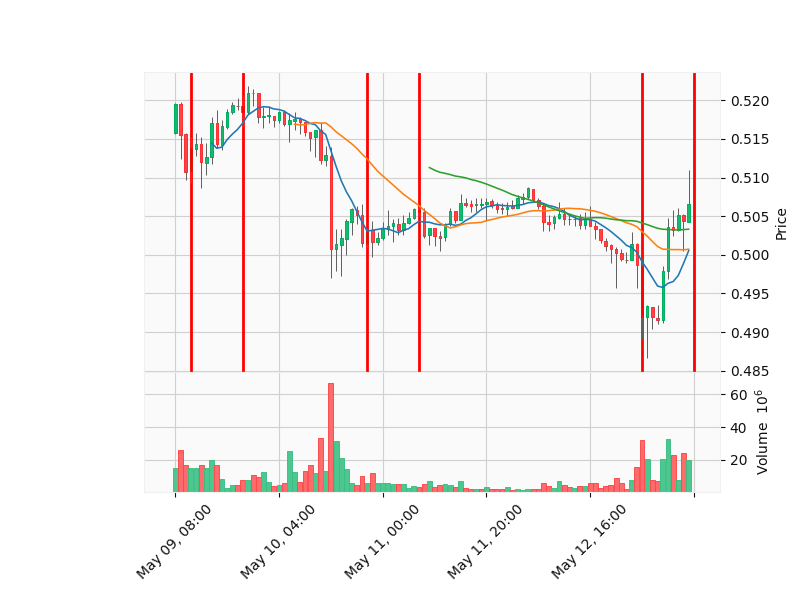 0.520
0.515
0.510
0.505
0.500
0.495
0.490
0.485
Price
60
40
20
Volume 10^6
May 09, 08:00
May 10, 04:00
May 11, 00:00
May 11, 20:00
May 12, 16:00